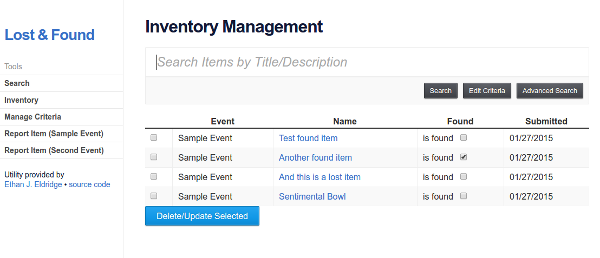 Lost & Found
Tools
Search
Inventory
Manage Criteria
Report Item (Sample Event)
Report Item (Second Event)
Utility provided by
Ethan J. Eldridge • source code
Inventory Management
Search Items by Title/Description
Search Edit Criteria Advanced Search
Event Name Found Submitted
Sample Event Test found item is found 01/27/2015
Sample Event Another found item is found 01/27/2015
Sample Event And this is a lost item is found 01/27/2015
Sample Event Sentimental Bowl is found 01/27/2015
Delete/Update Selected